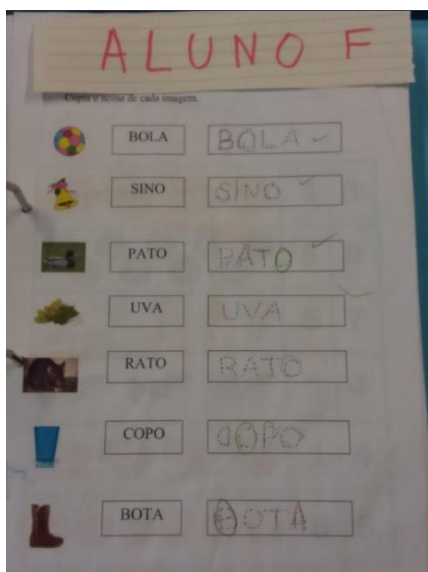 ALUNO F
Copie o nome de cada imagem.
BOLA BOLA
SINO SINO
PATO PATO
UVA UVA
RATO RATO
COPO COPO
BOTA BOTA